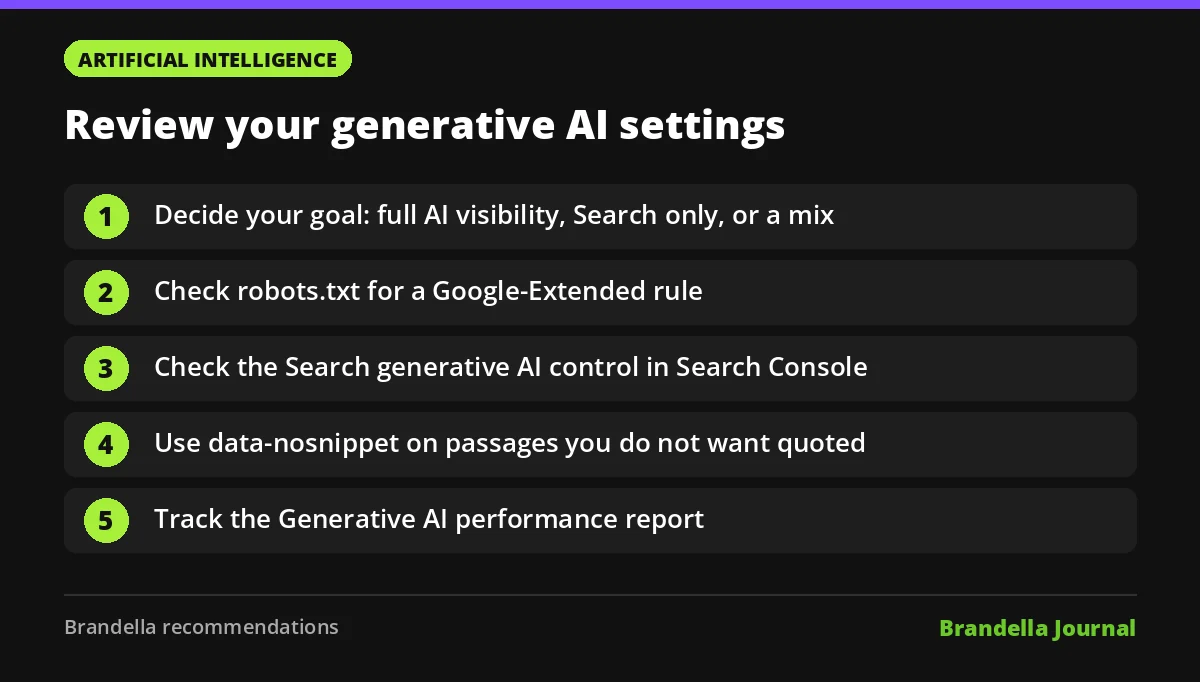 ARTIFICIAL INTELLIGENCE
Review your generative AI settings
1 Decide your goal: full AI visibility, Search only, or a mix
2 Check robots.txt for a Google-Extended rule
3 Check the Search generative AI control in Search Console
4 Use data-nosnippet on passages you do not want quoted
5 Track the Generative AI performance report
Brandella recommendations
Brandella Journal